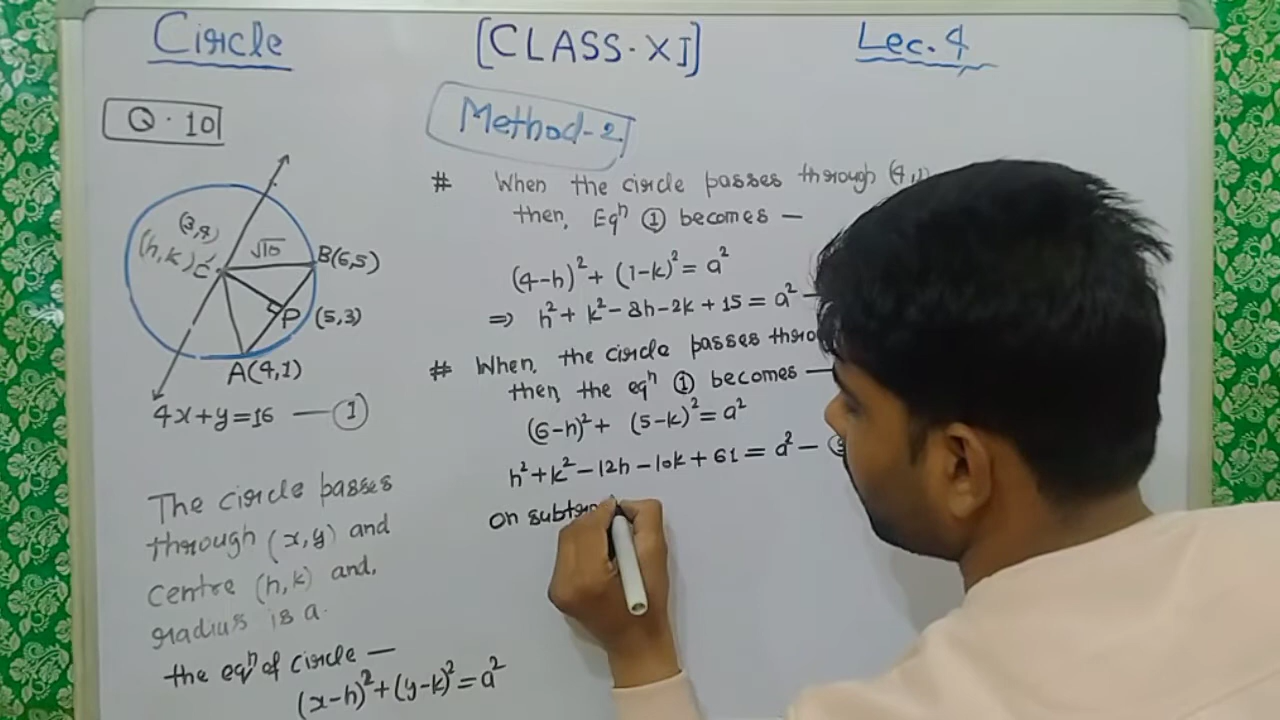 Circle
[CLASS-XI]
Lec. 4
Q. 10
Method-2
(3,4)
(h, k) C
√10
B(6,5)
P (5,3)
A(4,1)
4x+y=16 — ①
The circle passes
through (x,y) and
centre (h,k) and,
radius is a.
the eqⁿ of circle —
(x-h)²+(y-k)²=a²
# When the circle passes through (4,
then, Eqⁿ ① becomes —
(4-h)²+ (1-k)²= a²
⇒ h²+ k²-8h-2k+15 = a² —
# When, the circle passes thro
then, the eqⁿ ① becomes —
(6-h)²+ (5-k)²= a²
h²+k²-12h-10k+61 = a² —
on